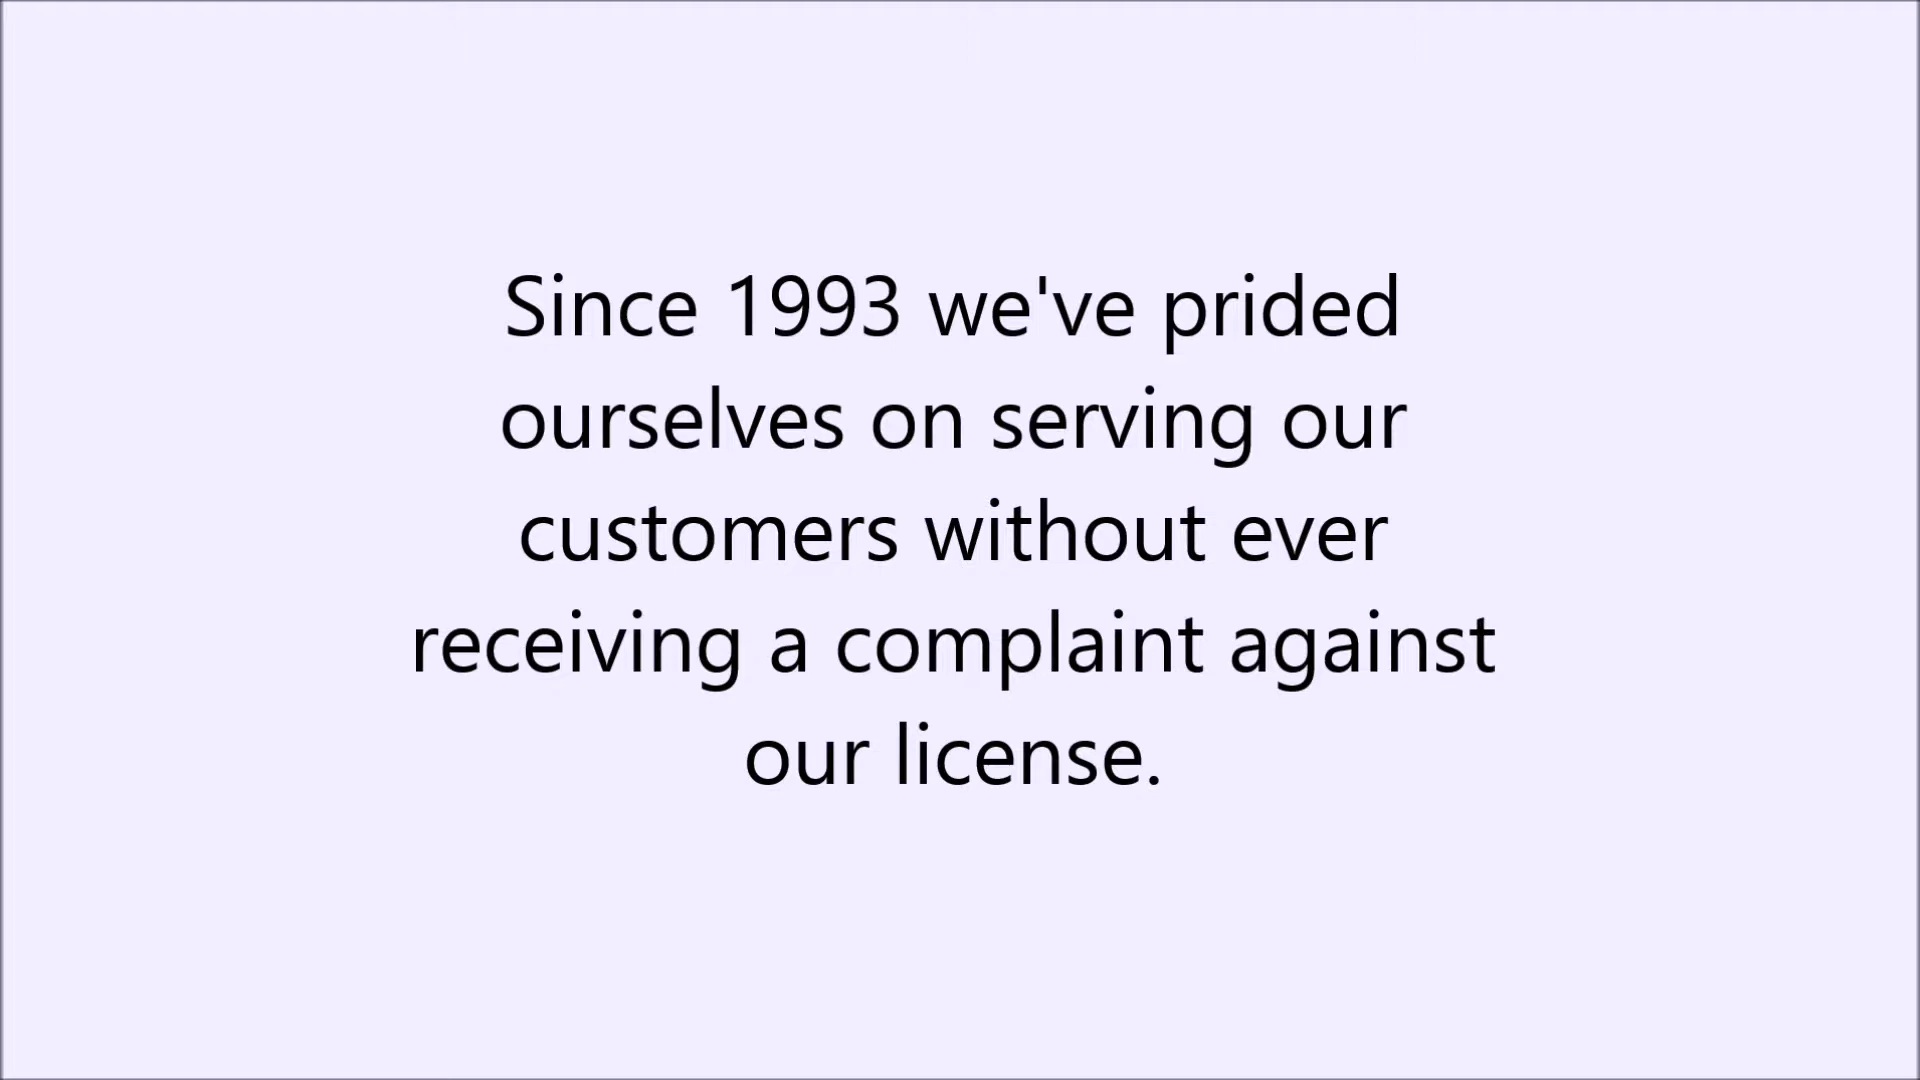 Since 1993 we've prided
ourselves on serving our
customers without ever
receiving a complaint against
our license.